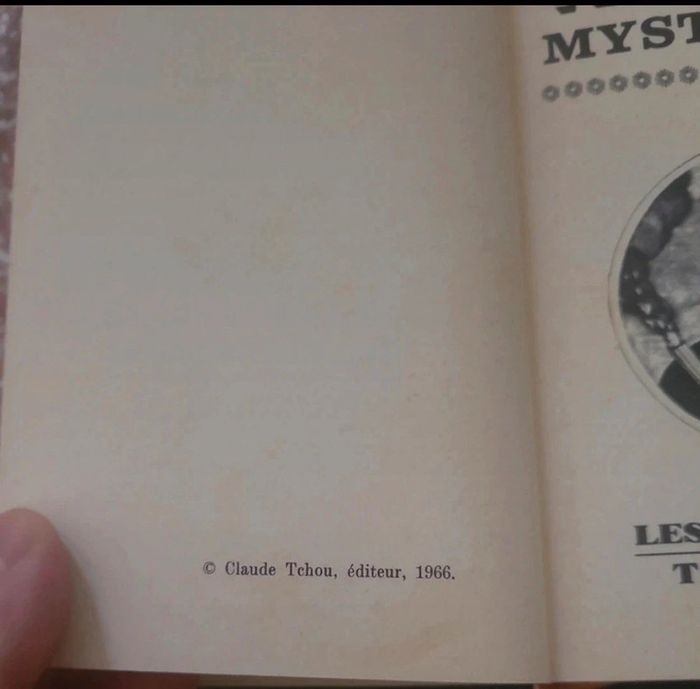 MYST
© Claude Tchou, éditeur, 1966.
LES
T